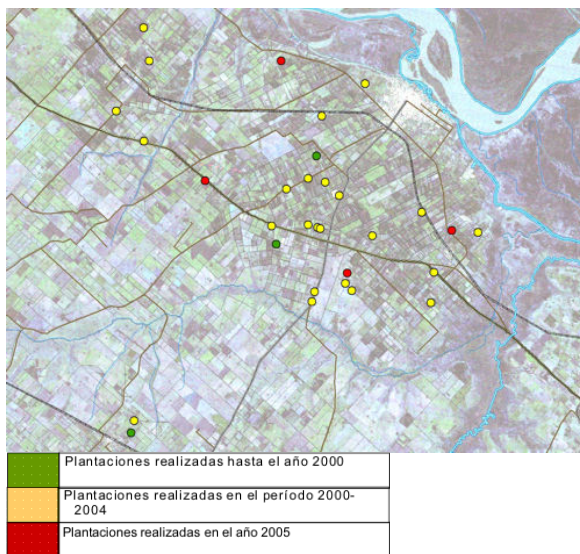 Plantaciones realizadas hasta el año 2000
Plantaciones realizadas en el período 2000-
2004
Plantaciones realizadas en el año 2005